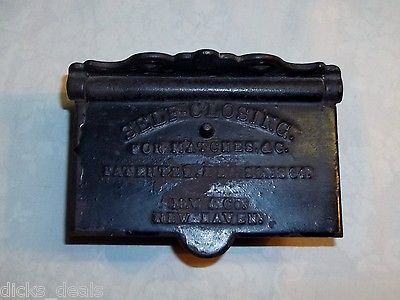 SELF-CLOSING.
FOR MATCHES, &C.
PATENTED
NEW HAVEN
dicks_deals